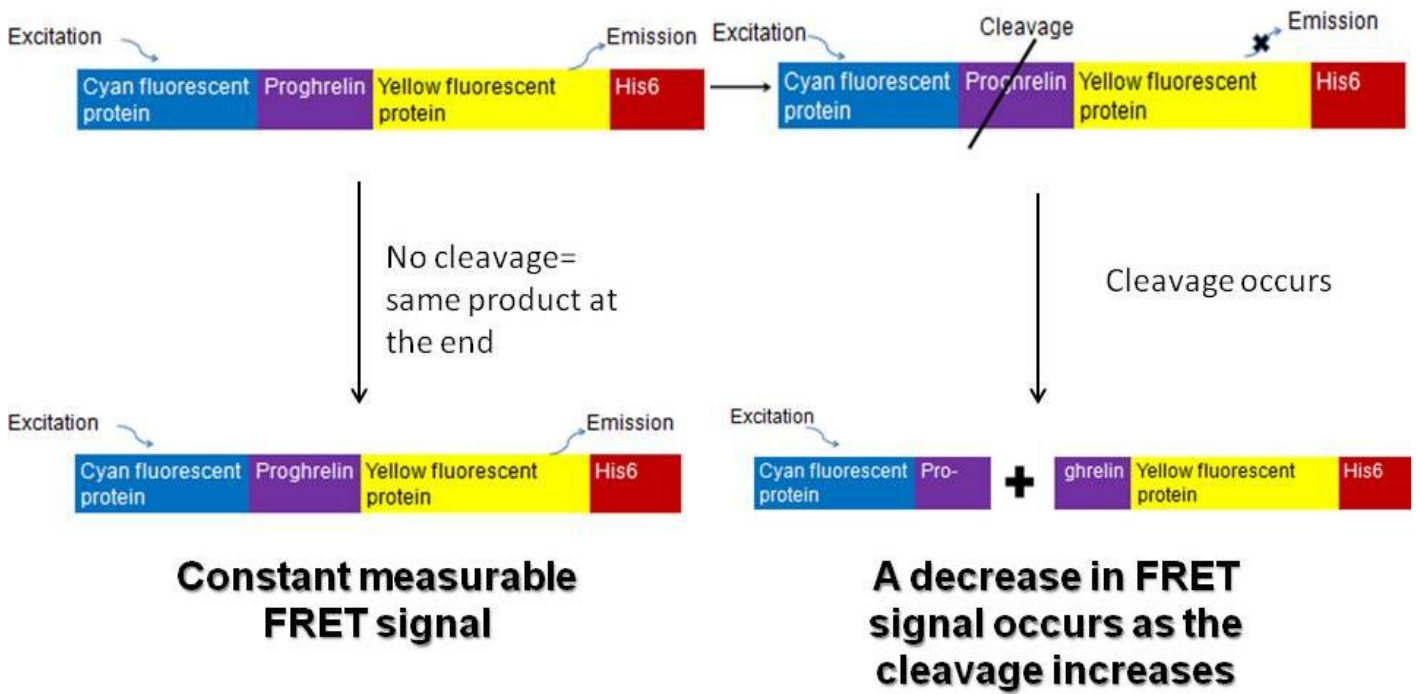 Excitation
Emission
Cyan fluorescent
protein
Proghrelin
Yellow fluorescent
protein
His6
Excitation
Cleavage
Emission
Cyan fluorescent
protein
Proghrelin
Yellow fluorescent
protein
His6
No cleavage=
same product at
the end
Cleavage occurs
Excitation
Emission
Cyan fluorescent
protein
Proghrelin
Yellow fluorescent
protein
His6
Excitation
Cyan fluorescent
protein
Pro-
+
ghrelin
Yellow fluorescent
protein
His6
Constant measurable
FRET signal
A decrease in FRET
signal occurs as the
cleavage increases